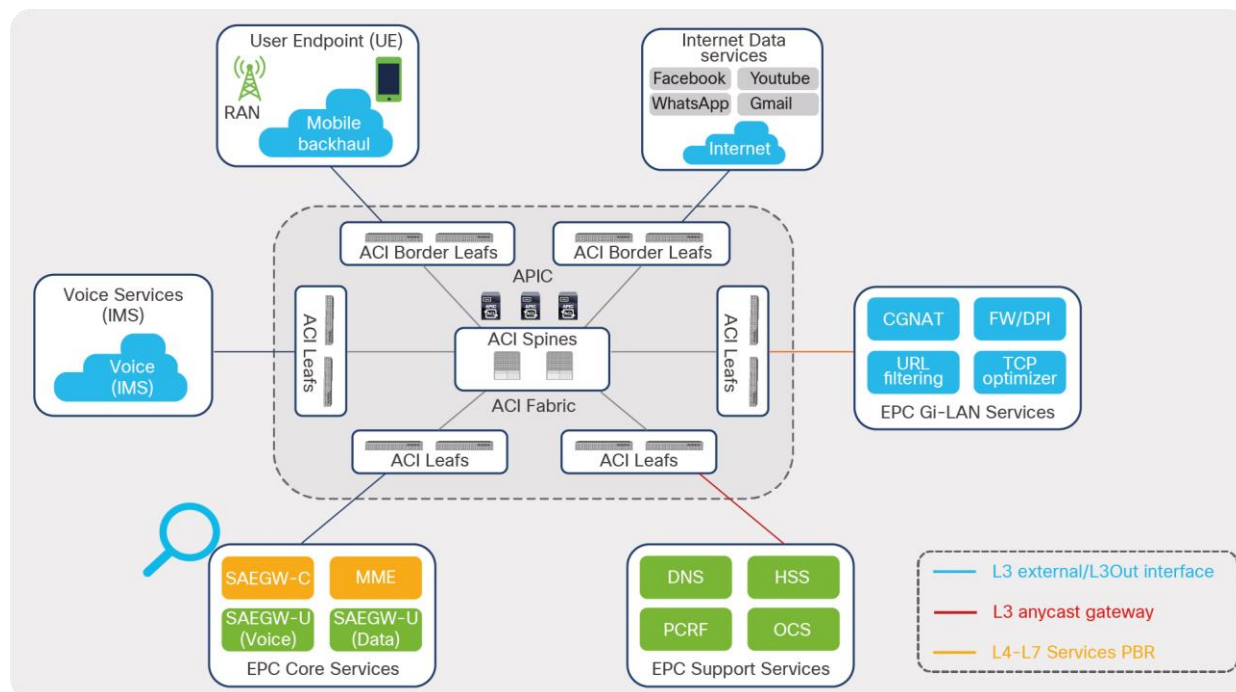 User Endpoint (UE)
RAN
Mobile
backhaul
Internet Data
services
Facebook
Youtube
WhatsApp
Gmail
Internet
ACI Border Leafs
ACI Border Leafs
APIC
Voice Services
(IMS)
Voice
(IMS)
ACI Leafs
ACI Spines
ACI Leafs
CGNAT
FW/DPI
URL
filtering
TCP
optimizer
EPC Gi-LAN Services
ACI Fabric
ACI Leafs
ACI Leafs
SAEGW-C
MME
SAEGW-U
(Voice)
SAEGW-U
(Data)
EPC Core Services
DNS
HSS
PCRF
OCS
EPC Support Services
L3 external/L3Out interface
L3 anycast gateway
L4-L7 Services PBR